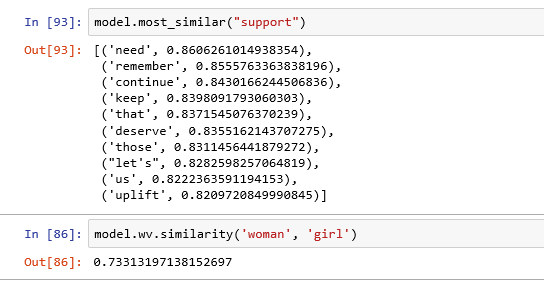 In [93]: model.most_similar("support")
Out[93]: [('need', 0.8606261014938354),
('remember', 0.8555763363838196),
('continue', 0.8430166244506836),
('keep', 0.8398091793060303),
('that', 0.8371545076370239),
('deserve', 0.8355162143707275),
('those', 0.8311456441879272),
("let's", 0.8282598257064819),
('us', 0.8222363591194153),
('uplift', 0.8209720849990845)]
In [86]: model.wv.similarity('woman', 'girl')
Out[86]: 0.73313197138152697